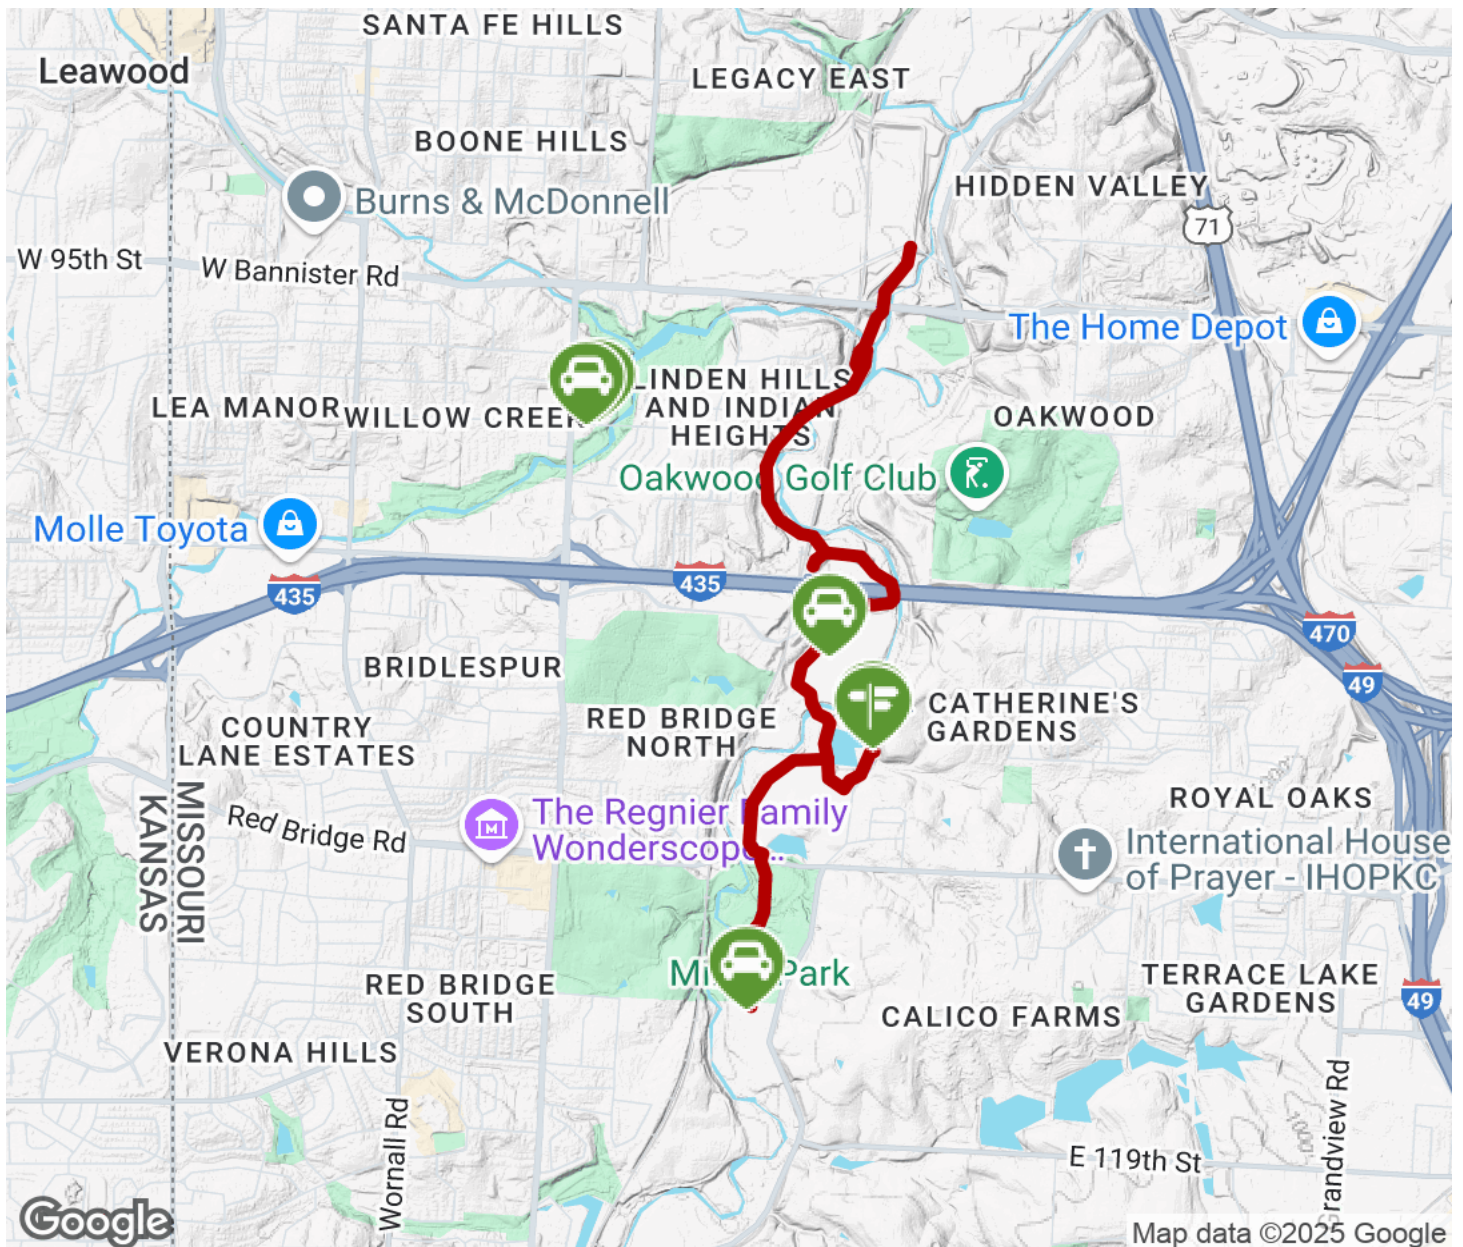 SANTA FE HILLS
Leawood
LEGACY EAST
BOONE HILLS
HIDDEN VALLEY
Burns & McDonnell
71
W 95th St
W Bannister Rd
The Home Depot
LINDEN HILLS
AND INDIAN
HEIGHTS
LEA MANOR
WILLOW CREEK
OAKWOOD
Oakwood Golf Club
Molle Toyota
435
435
470
49
BRIDLESPUR
CATHERINE'S
GARDENS
RED BRIDGE
NORTH
COUNTRY
LANE ESTATES
MISSOURI
KANSAS
ROYAL OAKS
Red Bridge Rd
The Regnier Family
Wonderscope...
International House
of Prayer - IHOPKC
Park
RED BRIDGE
SOUTH
TERRACE LAKE
GARDENS
49
CALICO FARMS
VERONA HILLS
Wornall Rd
Grandview Rd
E 119th St
Google
Map data ©2025 Google